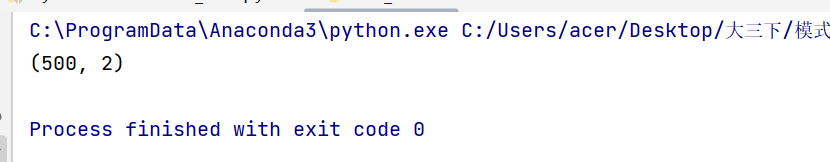 C:\ProgramData\Anaconda3\python.exe C:/Users/acer/Desktop/大三下/模式
(500, 2)
Process finished with exit code 0